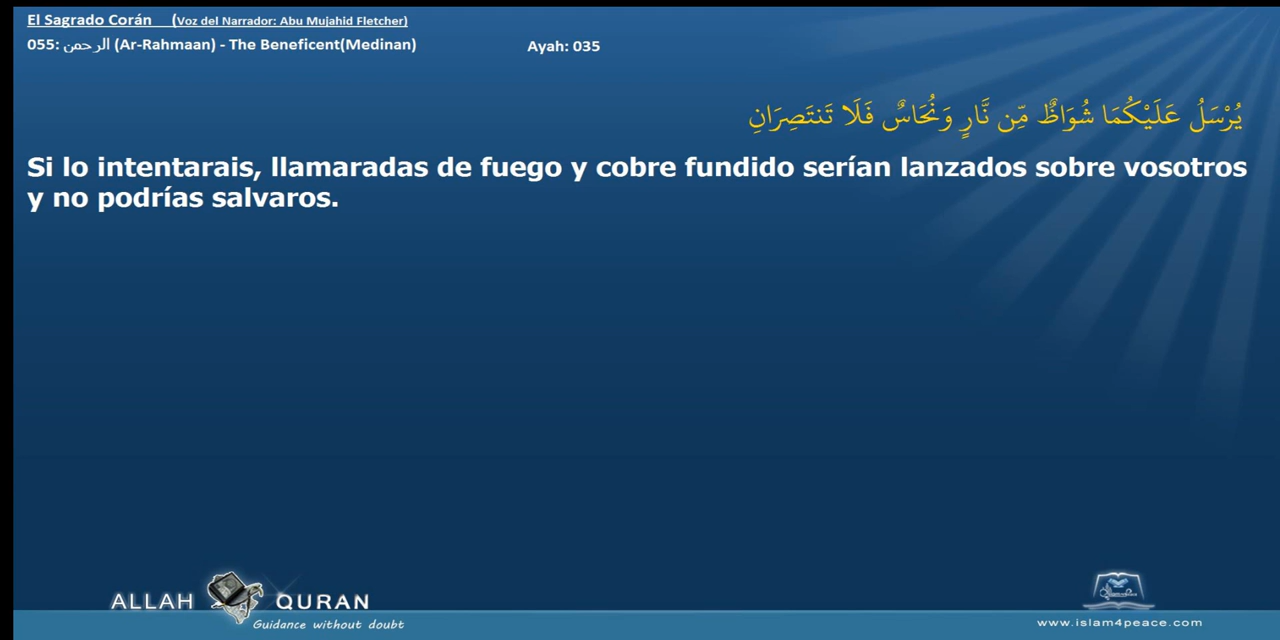 El Sagrado Corán (Voz del Narrador: Abu Mujahid Fletcher)
055: الرحمن (Ar-Rahmaan) - The Beneficent(Medinan) Ayah: 035
يُرْسَلُ عَلَيْكُمَا شُوَاظٌ مِّن نَّارٍ وَنُحَاسٌ فَلَا تَنتَصِرَانِ
Si lo intentarais, llamaradas de fuego y cobre fundido serían lanzados sobre vosotros
y no podrías salvaros.
ALLAH QURAN
Guidance without doubt
www.islam4peace.com